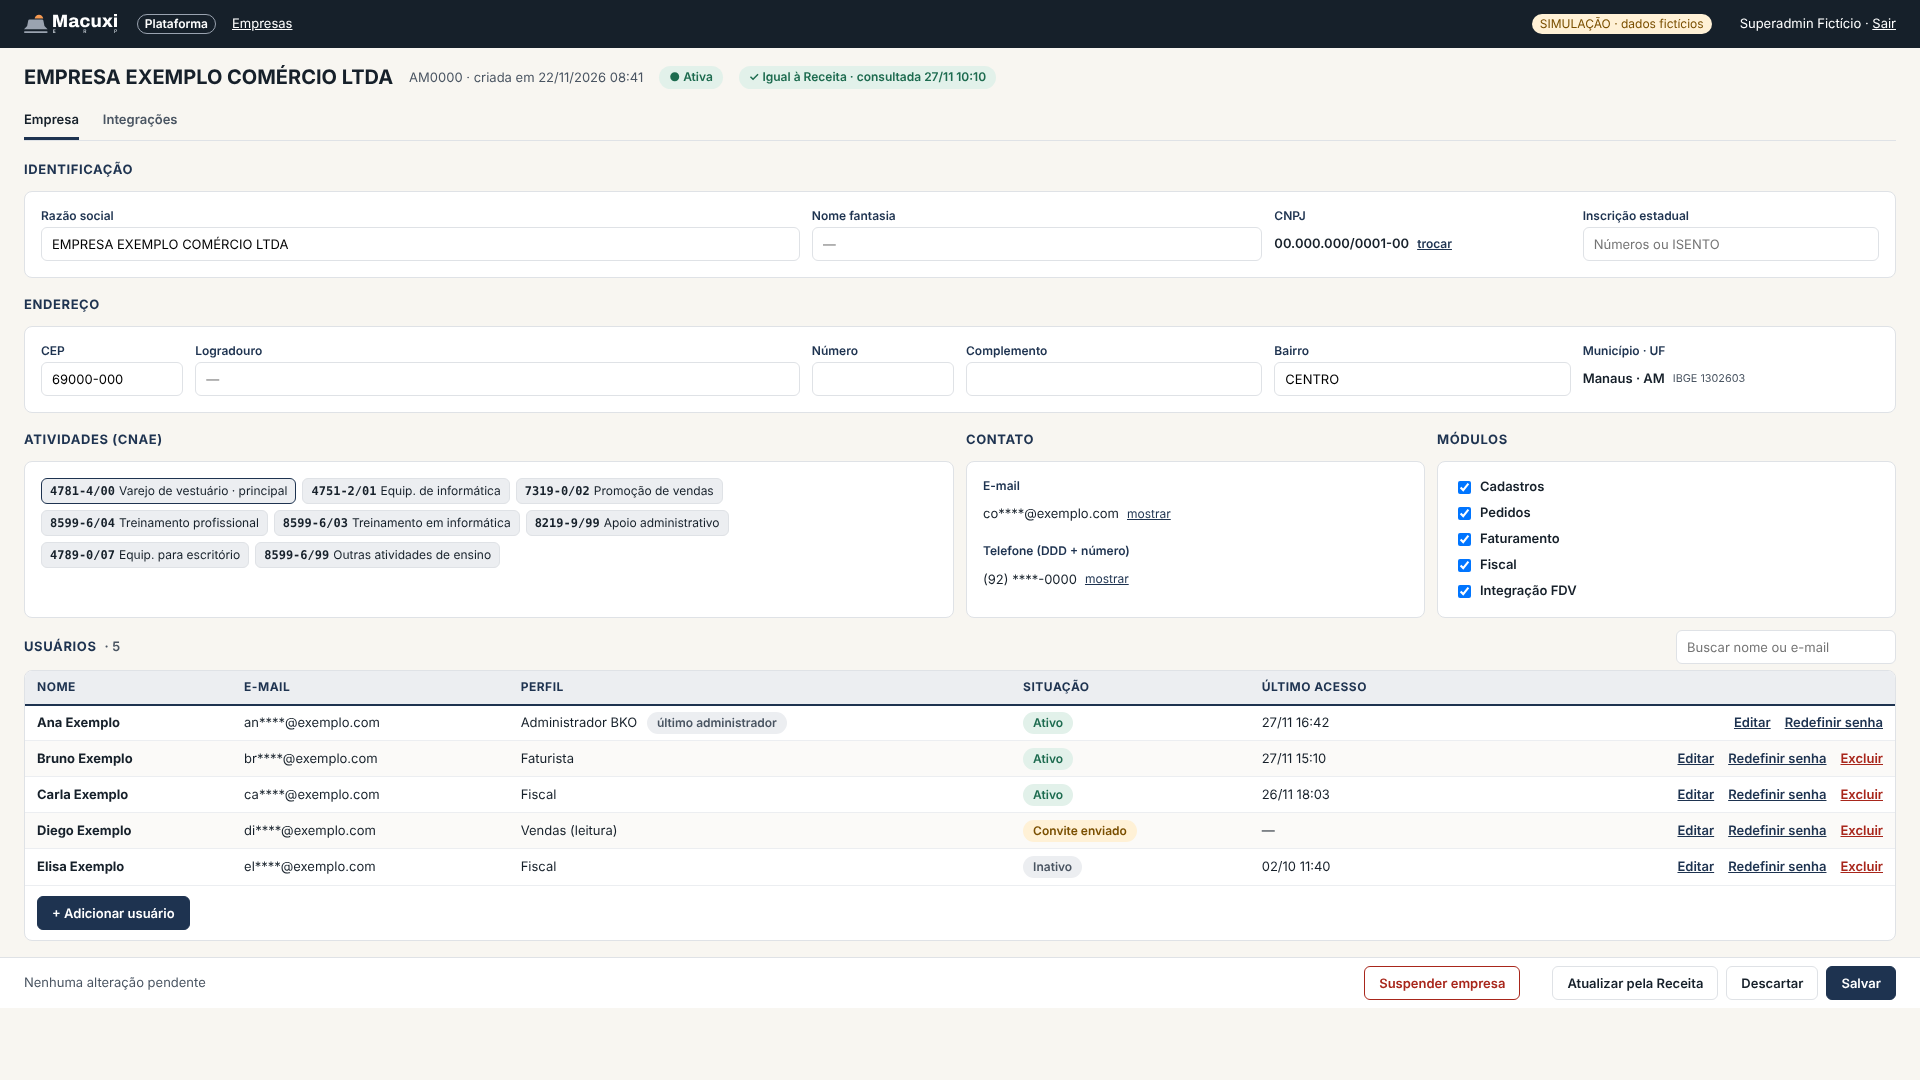 Macuxi
E R P
Plataforma
Empresas
SIMULAÇÃO · dados fictícios
Superadmin Fictício · Sair
EMPRESA EXEMPLO COMÉRCIO LTDA
AM0000 · criada em 22/11/2026 08:41
● Ativa
✓ Igual à Receita · consultada 27/11 10:10
Empresa
Integrações
IDENTIFICAÇÃO
Razão social
Nome fantasia
CNPJ
Inscrição estadual
EMPRESA EXEMPLO COMÉRCIO LTDA
—
00.000.000/0001-00 trocar
Números ou ISENTO
ENDEREÇO
CEP
Logradouro
Número
Complemento
Bairro
Município · UF
69000-000
—
CENTRO
Manaus · AM IBGE 1302603
ATIVIDADES (CNAE)
4781-4/00 Varejo de vestuário · principal
4751-2/01 Equip. de informática
7319-0/02 Promoção de vendas
8599-6/04 Treinamento profissional
8599-6/03 Treinamento em informática
8219-9/99 Apoio administrativo
4789-0/07 Equip. para escritório
8599-6/99 Outras atividades de ensino
CONTATO
E-mail
co****@exemplo.com mostrar
Telefone (DDD + número)
(92) ****-0000 mostrar
MÓDULOS
Cadastros
Pedidos
Faturamento
Fiscal
Integração FDV
USUÁRIOS · 5
Buscar nome ou e-mail
NOME E-MAIL PERFIL SITUAÇÃO ÚLTIMO ACESSO
Ana Exemplo an****@exemplo.com Administrador BKO último administrador Ativo 27/11 16:42 Editar Redefinir senha
Bruno Exemplo br****@exemplo.com Faturista Ativo 27/11 15:10 Editar Redefinir senha Excluir
Carla Exemplo ca****@exemplo.com Fiscal Ativo 26/11 18:03 Editar Redefinir senha Excluir
Diego Exemplo di****@exemplo.com Vendas (leitura) Convite enviado — Editar Redefinir senha Excluir
Elisa Exemplo el****@exemplo.com Fiscal Inativo 02/10 11:40 Editar Redefinir senha Excluir
+ Adicionar usuário
Nenhuma alteração pendente
Suspender empresa
Atualizar pela Receita
Descartar
Salvar